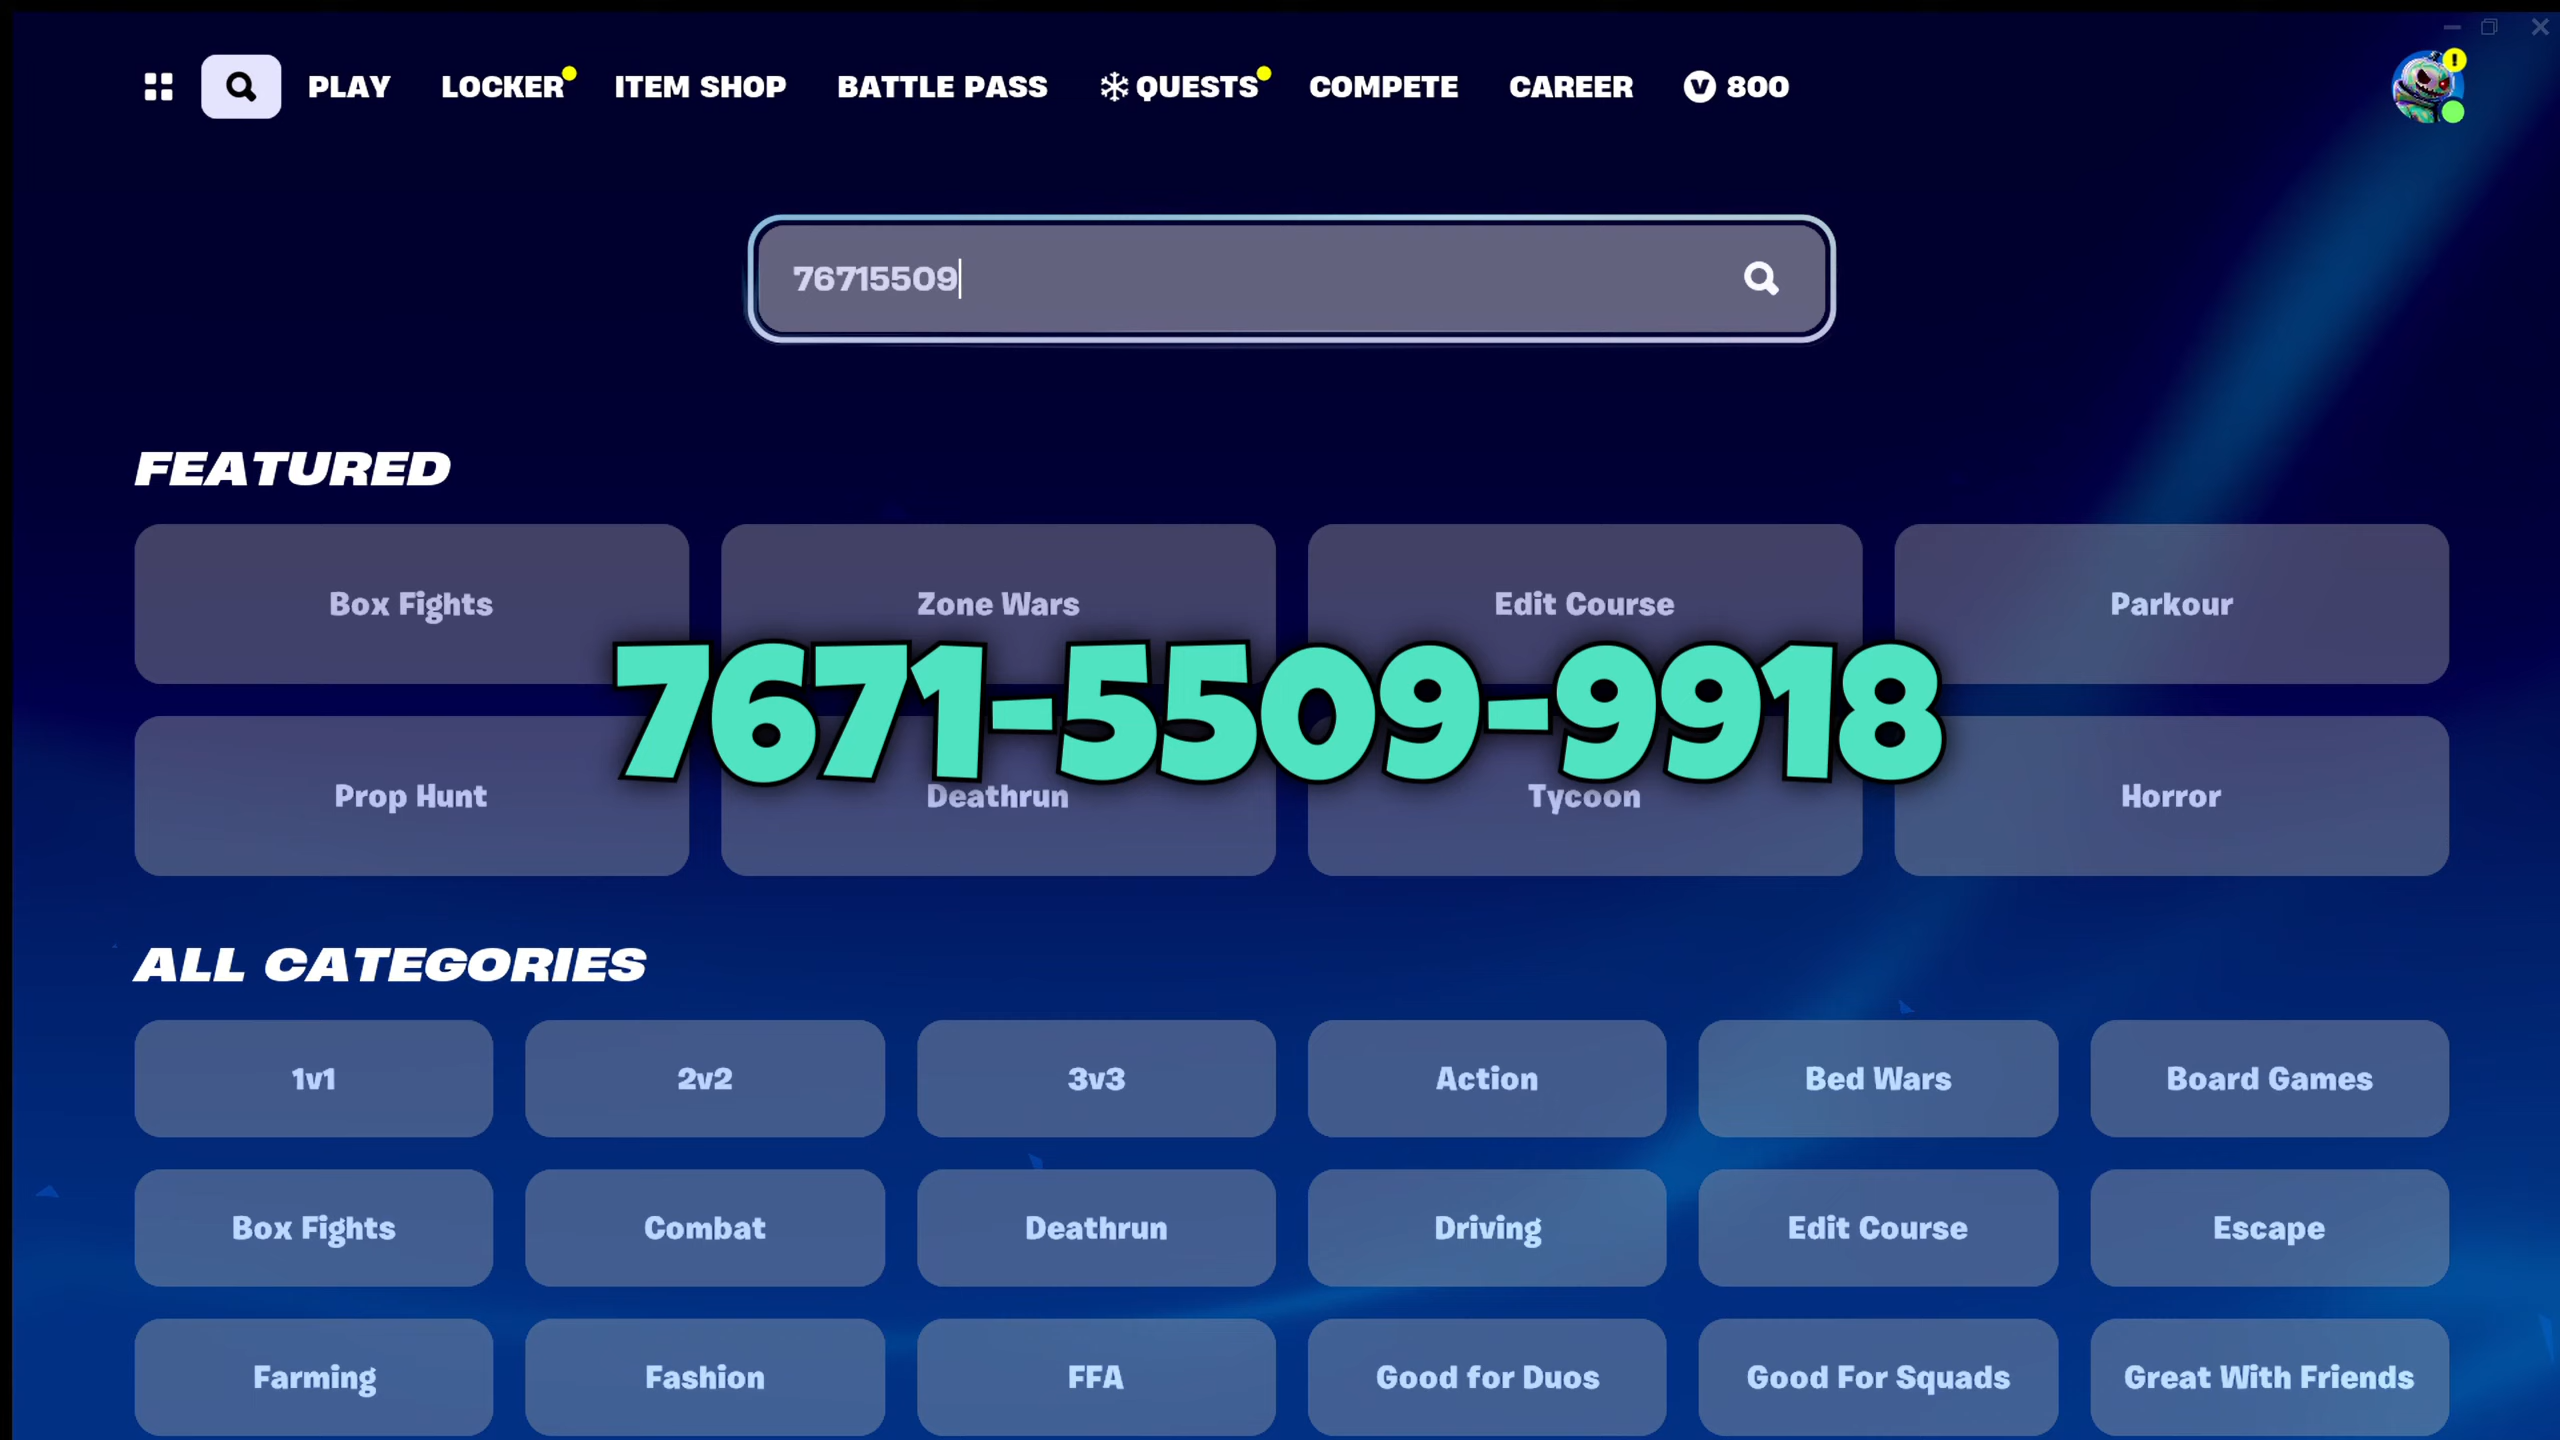 PLAY LOCKER ITEM SHOP BATTLE PASS QUESTS COMPETE CAREER V 800 !
76715509
FEATURED
Box Fights Zone Wars Edit Course Parkour
7671-5509-9918
Prop Hunt Deathrun Tycoon Horror
ALL CATEGORIES
1v1 2v2 3v3 Action Bed Wars Board Games
Box Fights Combat Deathrun Driving Edit Course Escape
Farming Fashion FFA Good for Duos Good For Squads Great With Friends